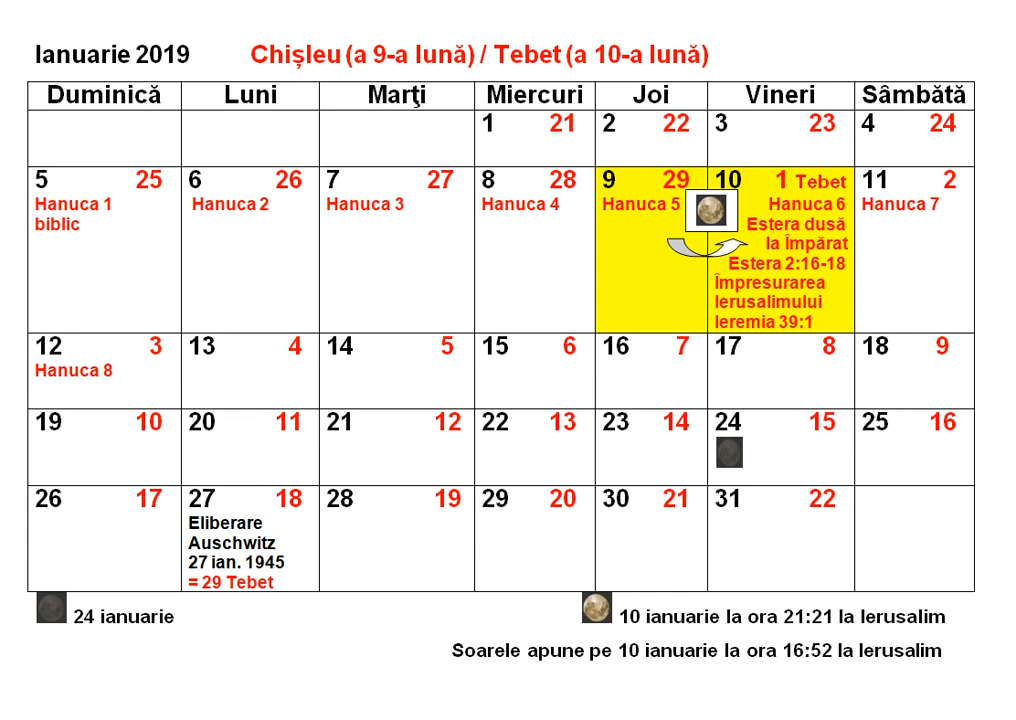 Ianuarie 2019 Chișleu (a 9-a lună) / Tebet (a 10-a lună)
Duminică Luni Marţi Miercuri Joi Vineri Sâmbătă
1 21 2 22 3 23 4 24
5 25 6 26 7 27 8 28 9 29 10 1 Tebet 11 2
Hanuca 1 Hanuca 2 Hanuca 3 Hanuca 4 Hanuca 5 Hanuca 6 Hanuca 7
biblic Estera dusă
la Împărat
Estera 2:16-18
Împresurarea
Ierusalimului
Ieremia 39:1
12 3 13 4 14 5 15 6 16 7 17 8 18 9
Hanuca 8
19 10 20 11 21 12 22 13 23 14 24 15 25 16
26 17 27 18 28 19 29 20 30 21 31 22
Eliberare
Auschwitz
27 ian. 1945
= 29 Tebet
24 ianuarie 10 ianuarie la ora 21:21 la Ierusalim
Soarele apune pe 10 ianuarie la ora 16:52 la Ierusalim